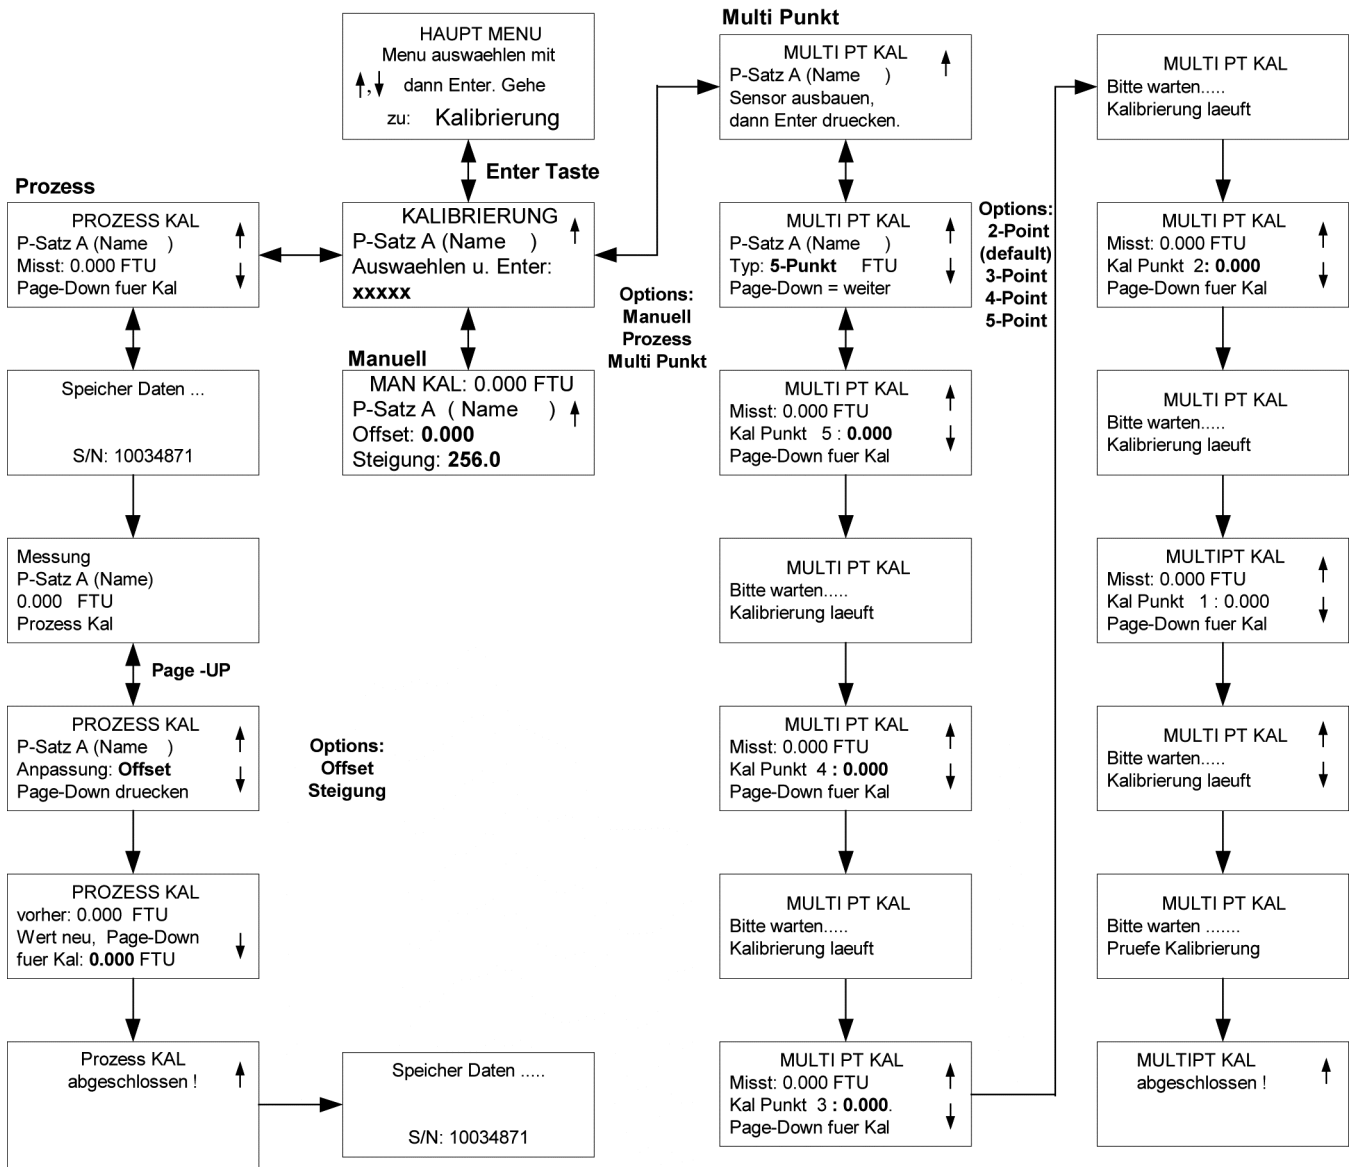 HAUPT MENU
Menu auswaehlen mit
↑,↓ dann Enter. Gehe
zu: Kalibrierung
Enter Taste
Prozess
PROZESS KAL
P-Satz A (Name )
Misst: 0.000 FTU
Page-Down fuer Kal
Speicher Daten ...
S/N: 10034871
Messung
P-Satz A (Name)
0.000 FTU
Prozess Kal
Page -UP
PROZESS KAL
P-Satz A (Name )
Anpassung: Offset
Page-Down druecken
Options:
Offset
Steigung
PROZESS KAL
vorher: 0.000 FTU
Wert neu, Page-Down
fuer Kal: 0.000 FTU
Prozess KAL
abgeschlossen !
Speicher Daten .....
S/N: 10034871
KALIBRIERUNG
P-Satz A (Name )
Auswaehlen u. Enter:
xxxxx
Options:
Manuell
Prozess
Multi Punkt
Manuell
MAN KAL: 0.000 FTU
P-Satz A ( Name )
Offset: 0.000
Steigung: 256.0
Multi Punkt
MULTI PT KAL
P-Satz A (Name )
Sensor ausbauen,
dann Enter druecken.
MULTI PT KAL
P-Satz A (Name )
Typ: 5-Punkt FTU
Page-Down = weiter
Options:
2-Point
(default)
3-Point
4-Point
5-Point
MULTI PT KAL
Misst: 0.000 FTU
Kal Punkt 5 : 0.000
Page-Down fuer Kal
MULTI PT KAL
Bitte warten.....
Kalibrierung laeuft
MULTI PT KAL
Misst: 0.000 FTU
Kal Punkt 4 : 0.000
Page-Down fuer Kal
MULTI PT KAL
Bitte warten.....
Kalibrierung laeuft
MULTI PT KAL
Misst: 0.000 FTU
Kal Punkt 3 : 0.000.
Page-Down fuer Kal
MULTI PT KAL
Bitte warten.....
Kalibrierung laeuft
MULTI PT KAL
Misst: 0.000 FTU
Kal Punkt 2: 0.000
Page-Down fuer Kal
MULTI PT KAL
Bitte warten.....
Kalibrierung laeuft
MULTIPT KAL
Misst: 0.000 FTU
Kal Punkt 1 : 0.000
Page-Down fuer Kal
MULTI PT KAL
Bitte warten.....
Kalibrierung laeuft
MULTI PT KAL
Bitte warten .......
Pruefe Kalibrierung
MULTIPT KAL
abgeschlossen !